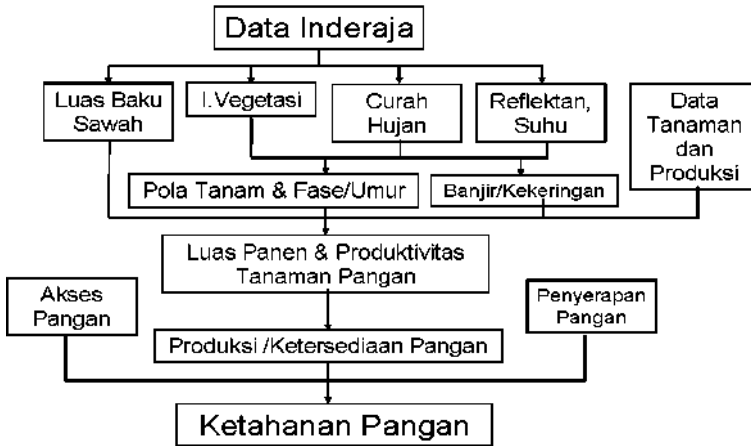 Data Inderaja
Luas Baku
Sawah
I.Vegetasi
Curah
Hujan
Reflektan,
Suhu
Data
Tanaman
dan
Produksi
Pola Tanam & Fase/Umur
Banjir/Kekeringan
Luas Panen & Produktivitas
Tanaman Pangan
Akses
Pangan
Penyerapan
Pangan
Produksi /Ketersediaan Pangan
Ketahanan Pangan